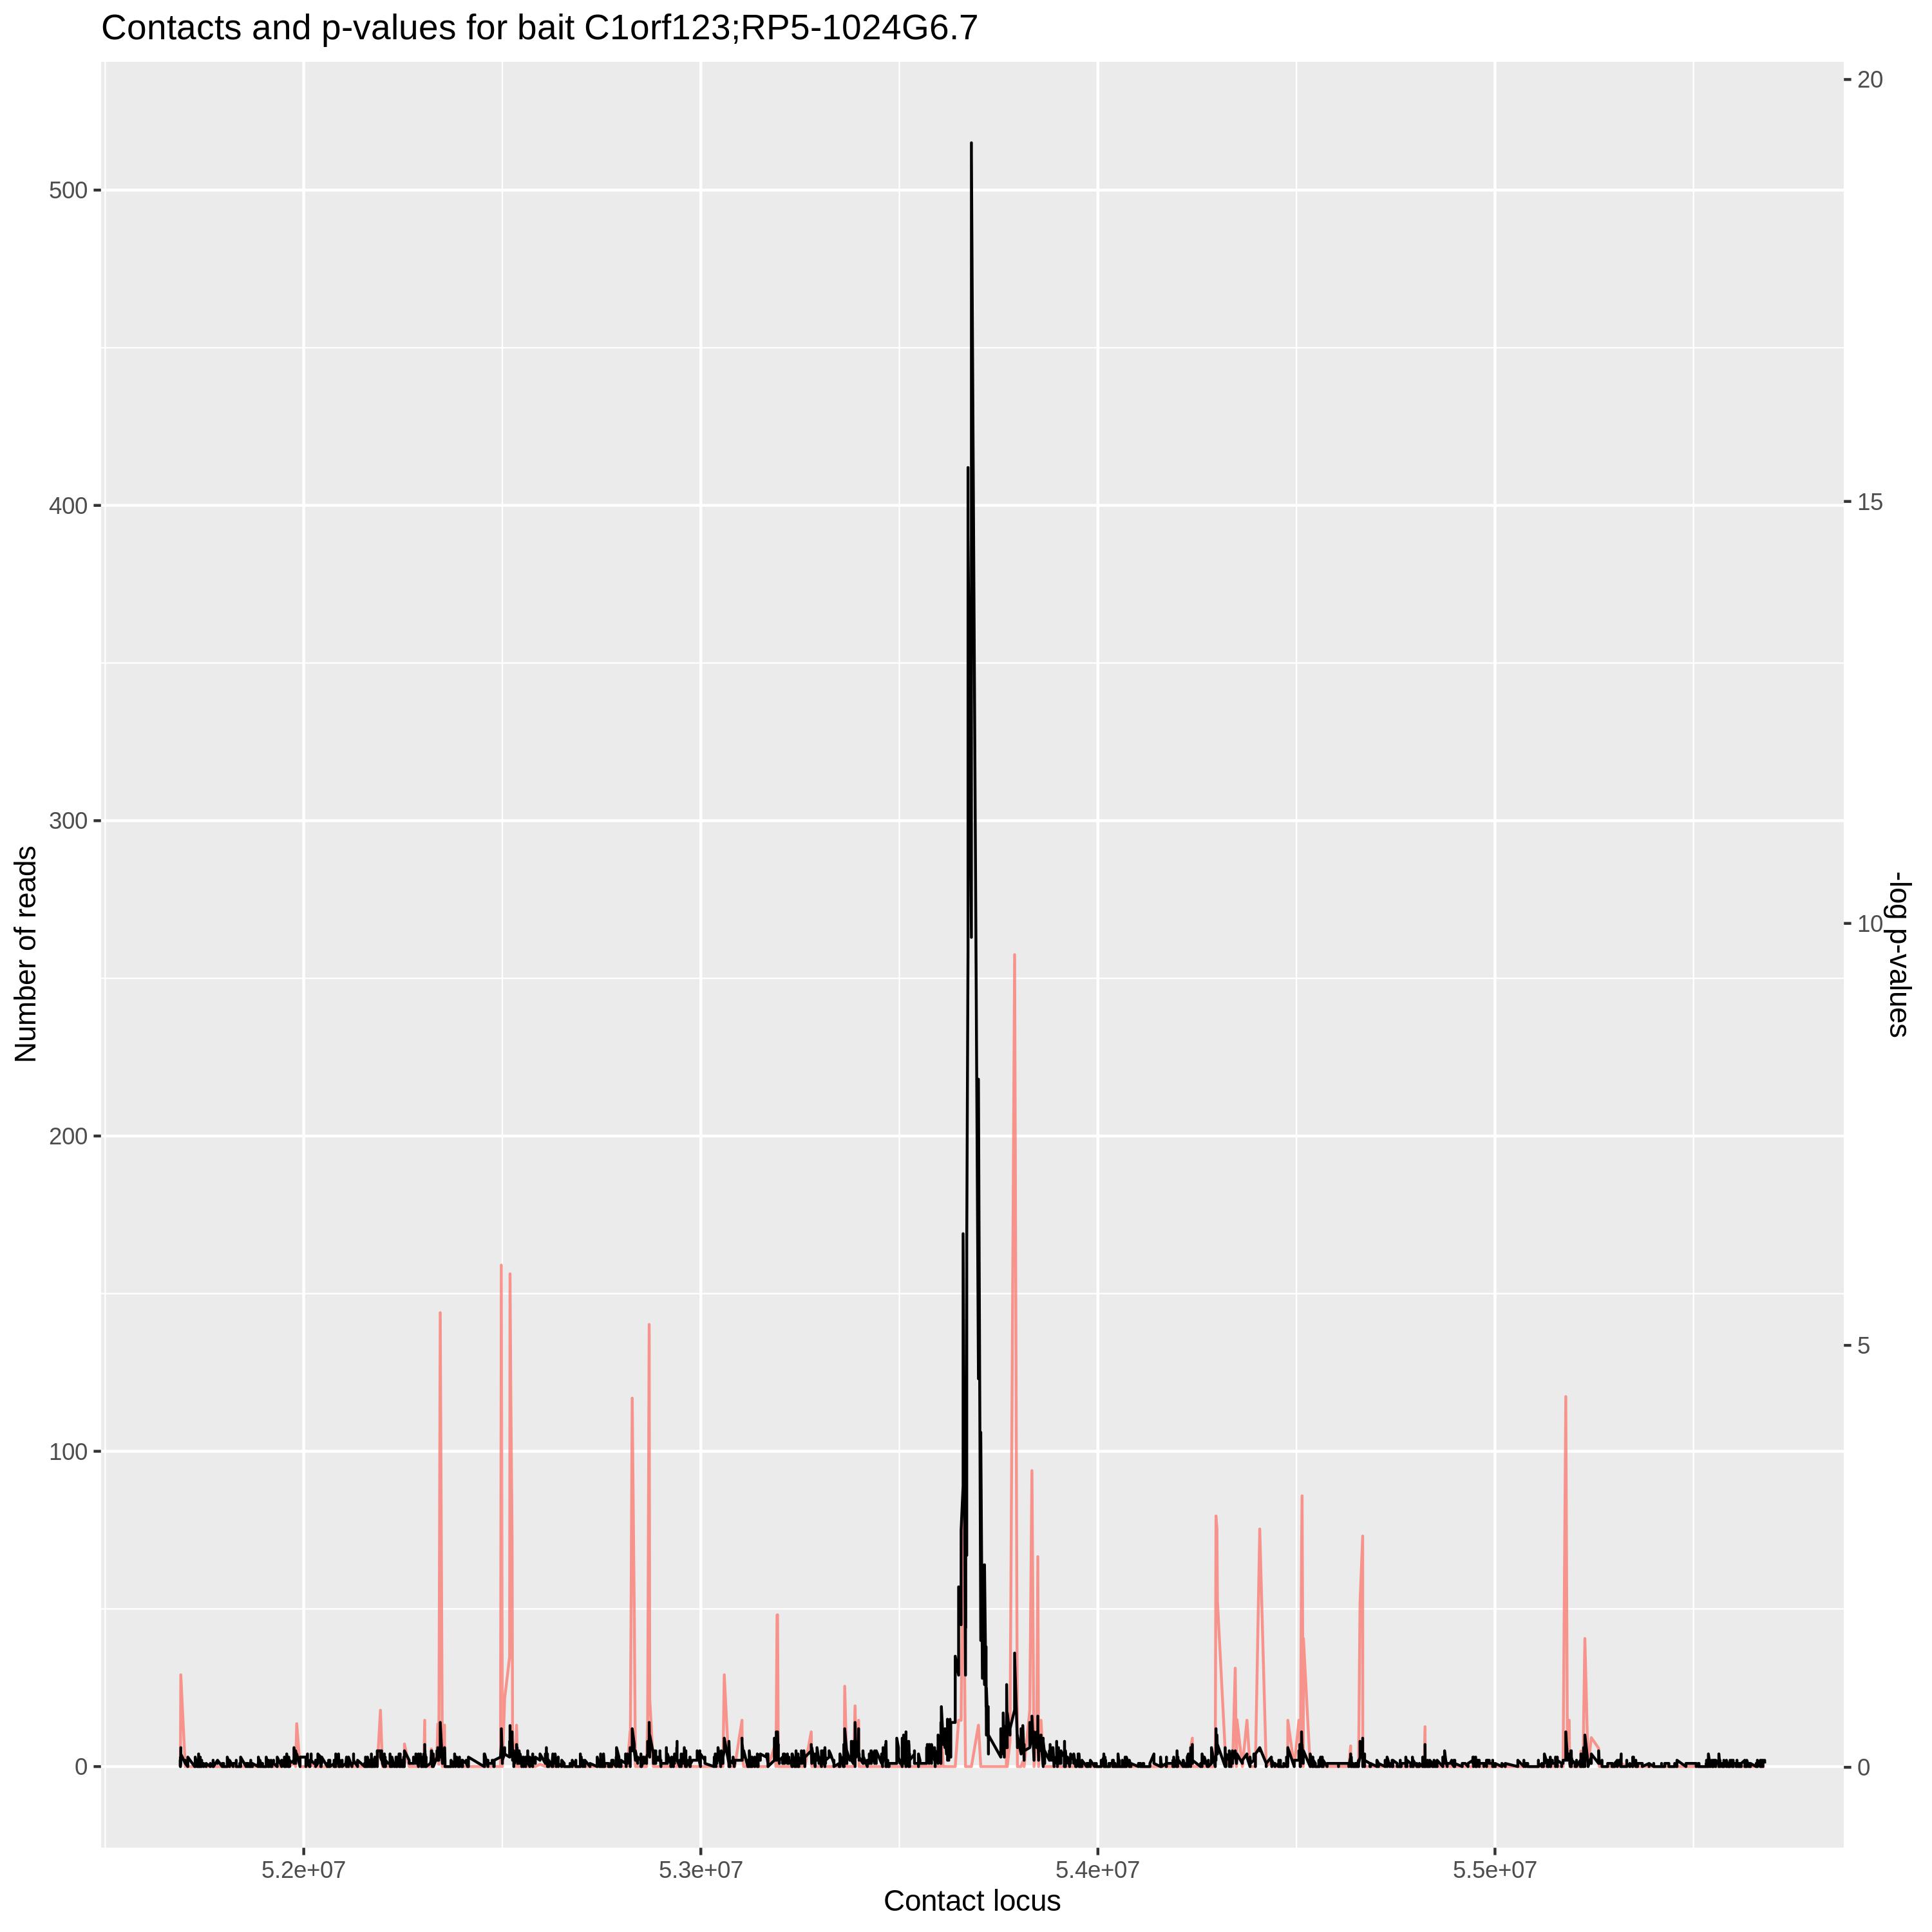 Contacts and p-values for bait C1orf123;RP5-1024G6.7
20
500
15
400
300
Number of reads
10
-log p-values
200
5
100
0
0
5.2e+07
5.3e+07
5.4e+07
5.5e+07
Contact locus